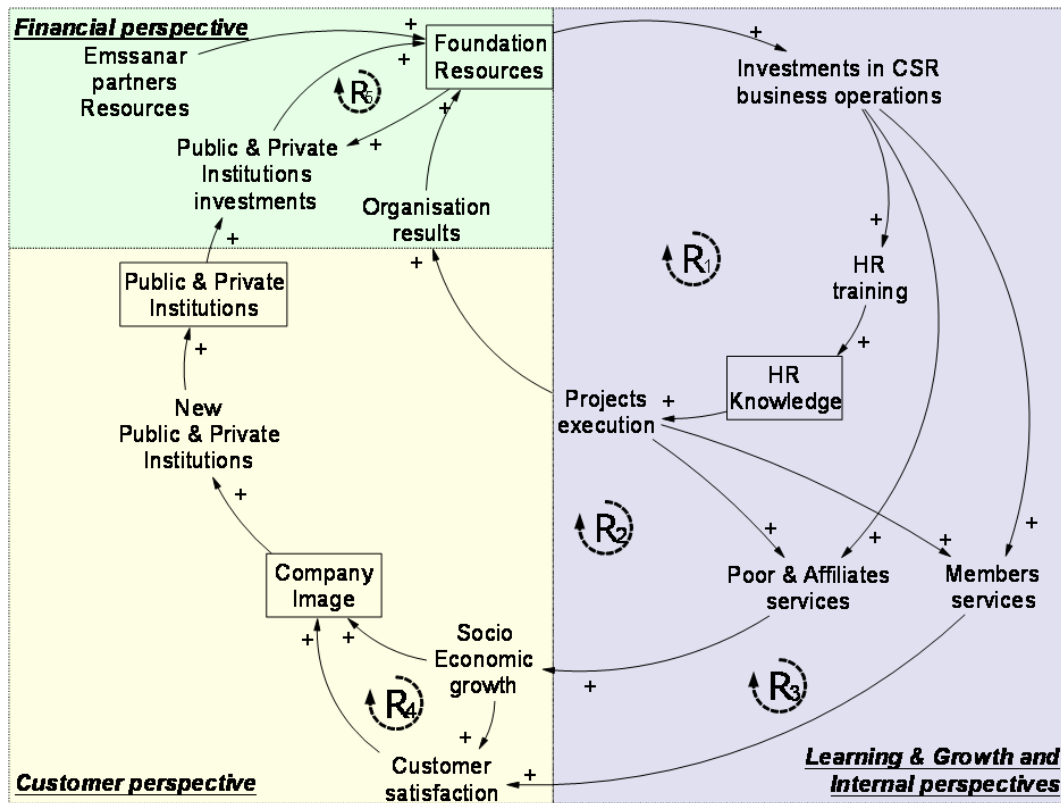 Financial perspective
Emssanar
partners
Resources
+
Foundation
Resources
+
R5
+
+
+
Public & Private
Institutions
investments
Organisation
results
+
+
Investments in CSR
business operations
+
R1
HR
training
+
HR
Knowledge
+
Projects
execution
+
R2
+
+
+
+
Poor & Affiliates
services
Members
services
Public & Private
Institutions
+
New
Public & Private
Institutions
+
Company
Image
+
+
Socio
Economic
growth
+
R3
R4
+
Customer
satisfaction
+
Customer perspective
Learning & Growth and
Internal perspectives